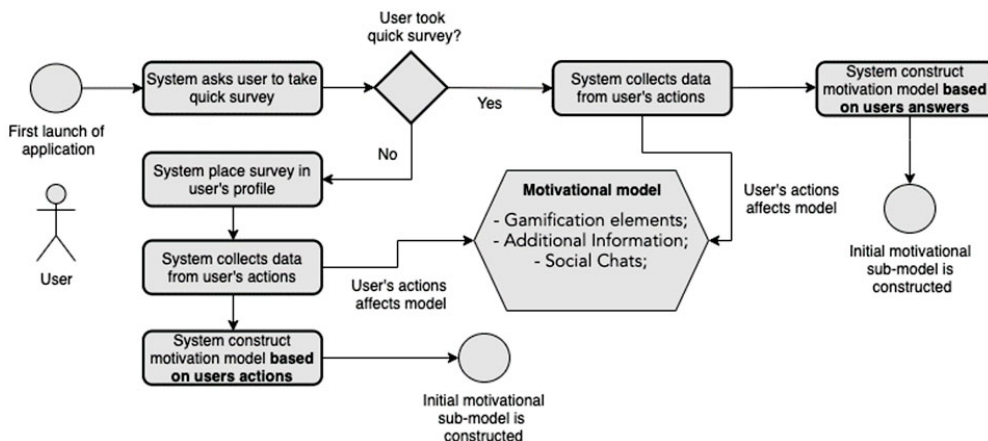 User took
quick survey?
System asks user to take
quick survey
System collects data
from user's actions
System construct
motivation model based
on users answers
Yes
First launch of
application
No
System place survey in
user's profile
Motivational model
- Gamification elements;
- Additional Information;
- Social Chats;
User's actions
affects model
Initial motivational
sub-model is
constructed
User
System collects data
from user's actions
User's actions
affects model
System construct
motivation model based
on users actions
Initial motivational
sub-model is
constructed